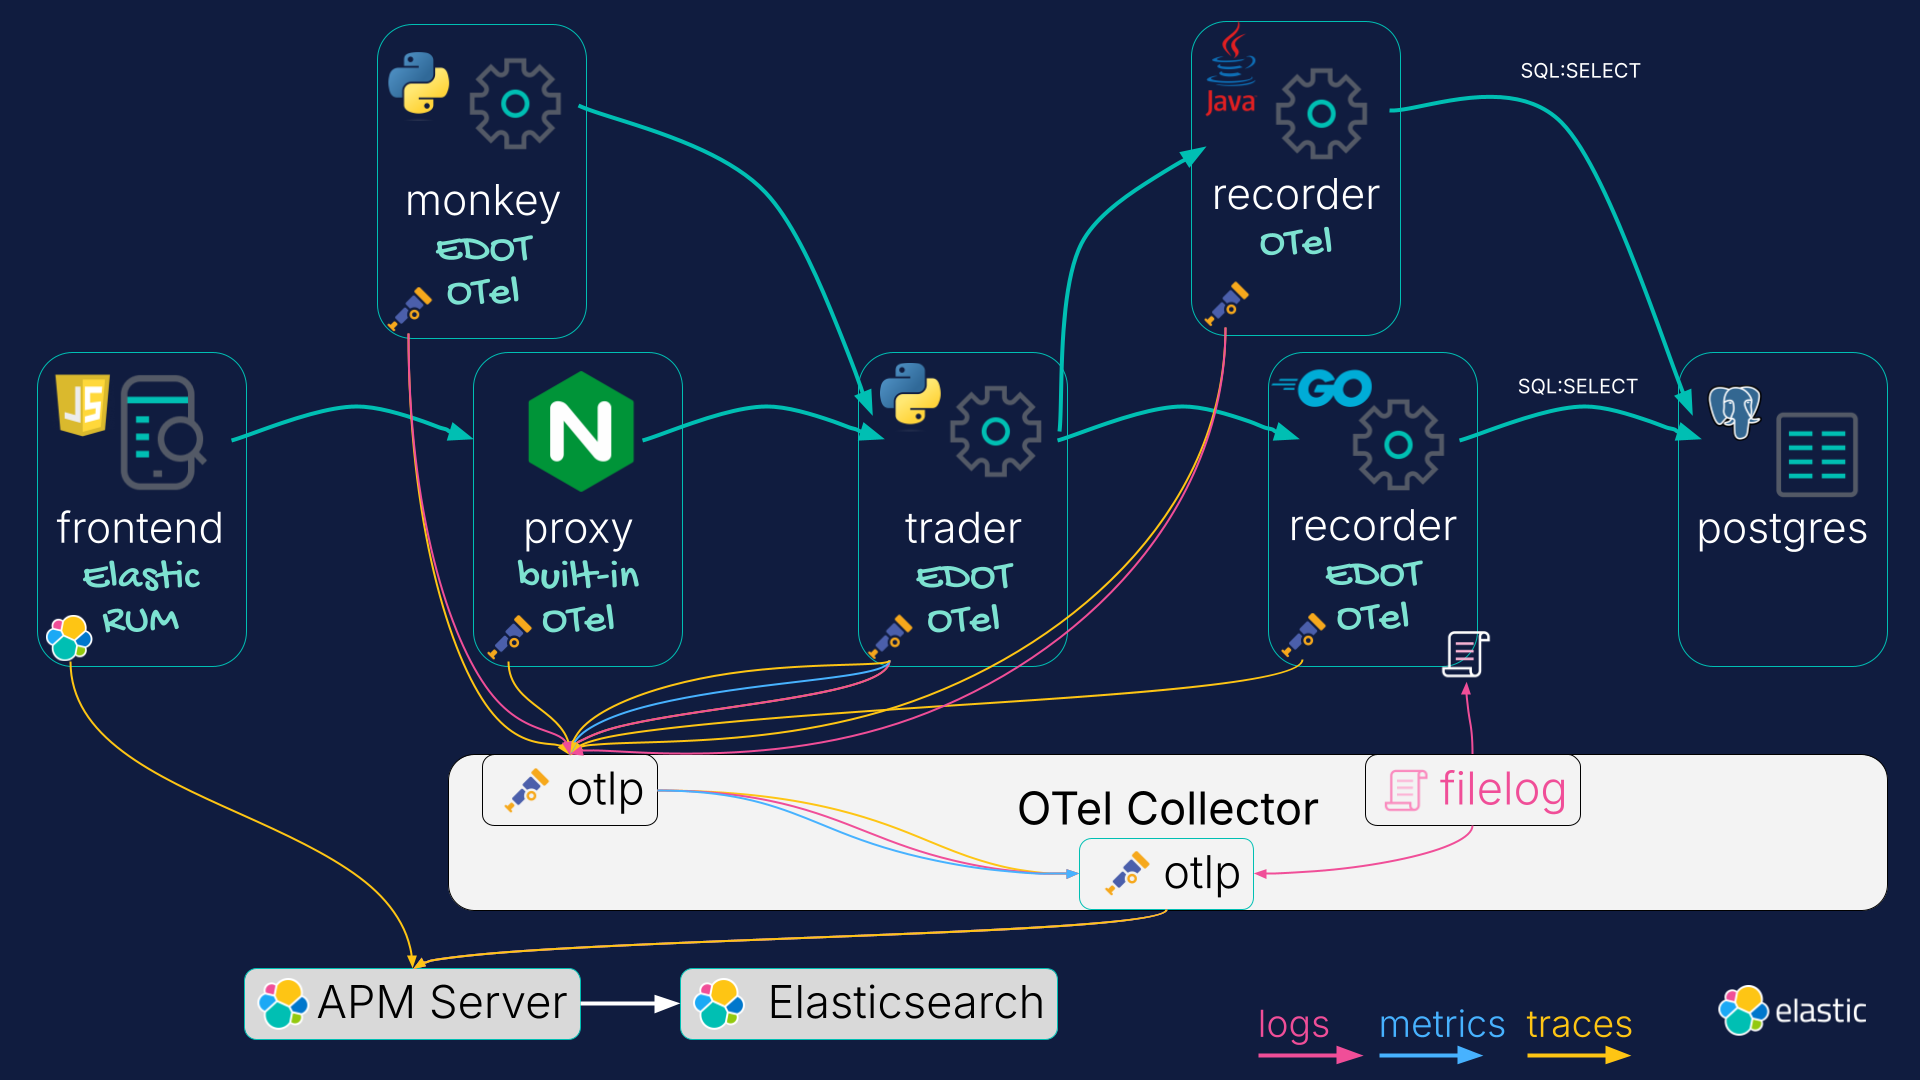 monkey
EDOT
OTel
Java
recorder
OTel
SQL:SELECT
JS
frontend
Elastic
RUM
N
proxy
built-in
OTel
trader
EDOT
OTel
GO
recorder
EDOT
OTel
SQL:SELECT
postgres
otlp
OTel Collector
filelog
otlp
APM Server
Elasticsearch
logs
metrics
traces
elastic